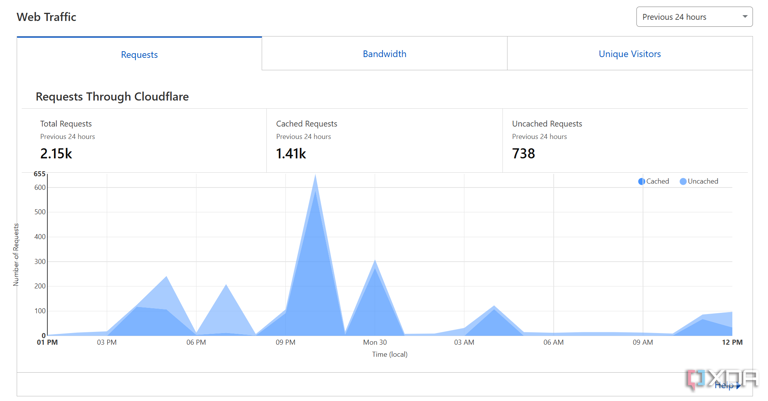 Web Traffic
Previous 24 hours
Requests
Bandwidth
Unique Visitors
Requests Through Cloudflare
Total Requests
Previous 24 hours
2.15k
Cached Requests
Previous 24 hours
1.41k
Uncached Requests
Previous 24 hours
738
Cached
Uncached
655
600
500
400
300
200
100
0
Number of Requests
01 PM
03 PM
06 PM
09 PM
Mon 30
03 AM
06 AM
09 AM
12 PM
Time (local)
Help
XDA